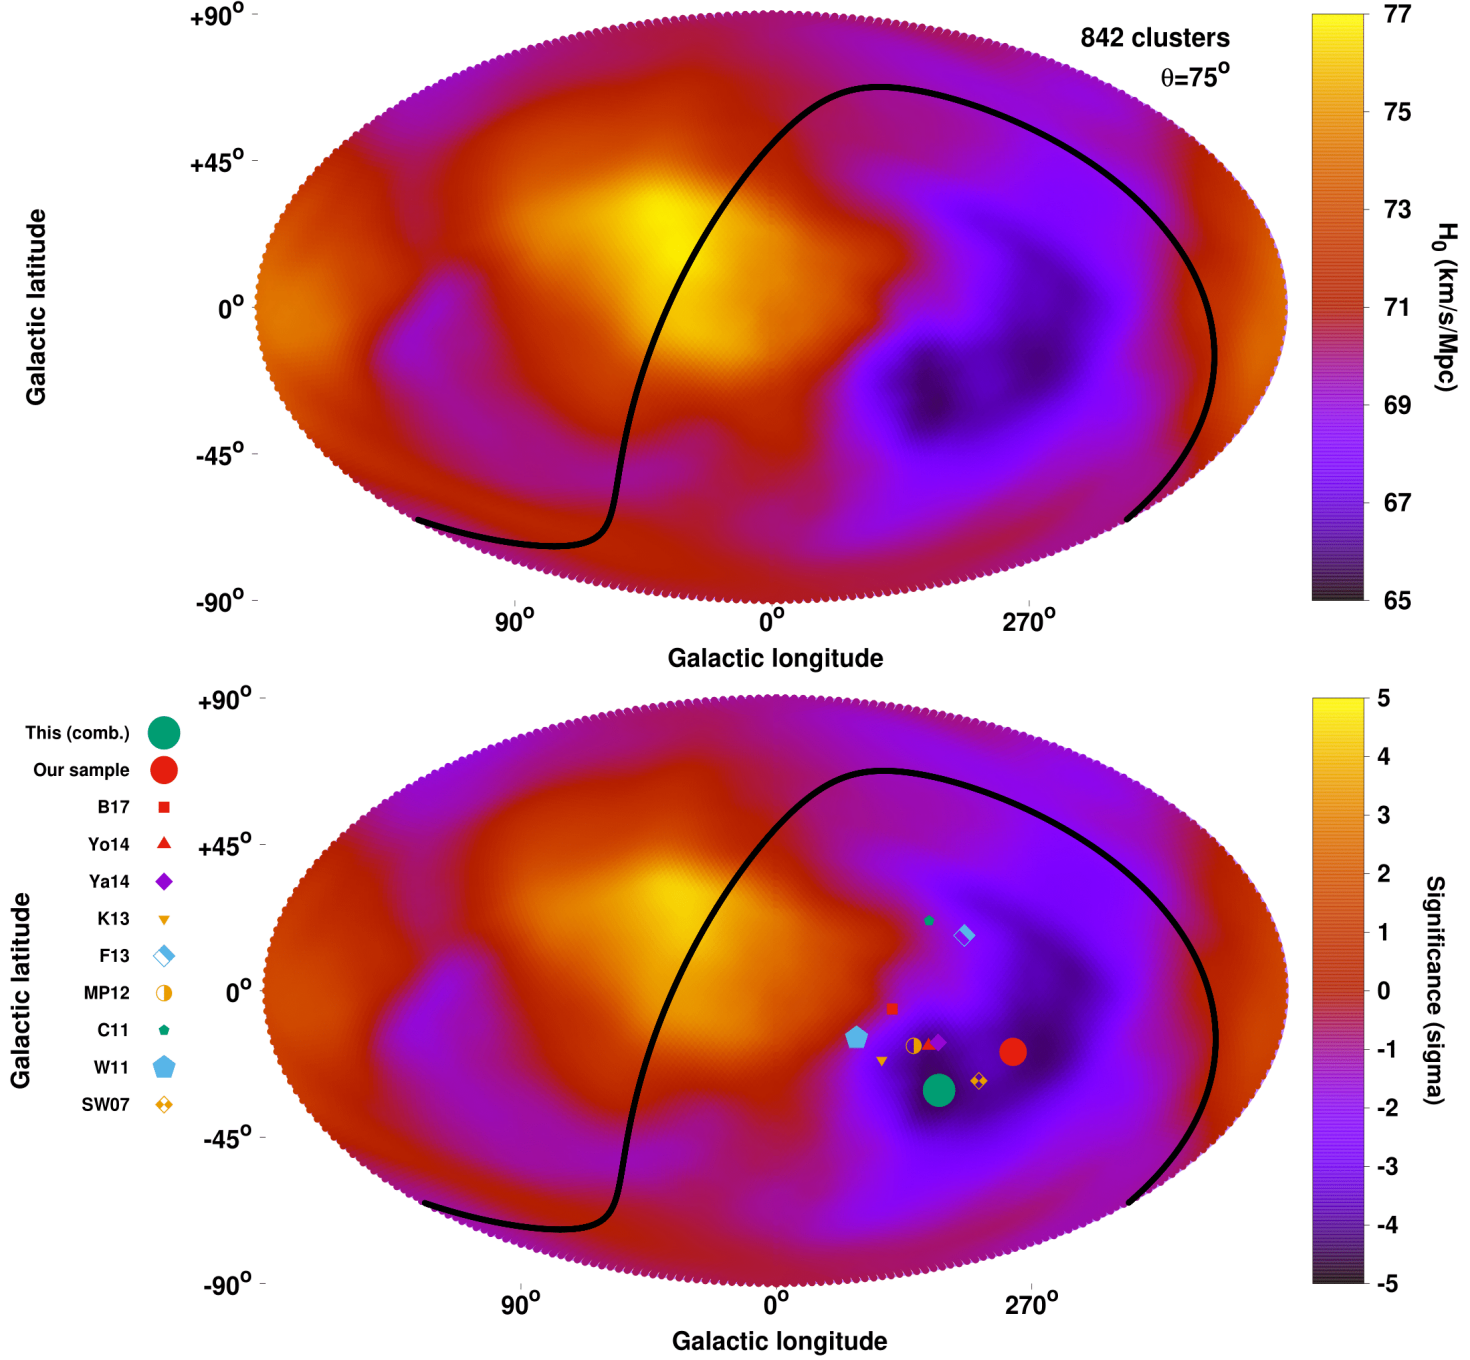 +90°
+45°
0°
-45°
-90°
Galactic latitude
842 clusters
θ=75°
90°
0°
270°
Galactic longitude
77
75
73
71
69
67
65
H₀ (km/s/Mpc)
+90°
+45°
0°
-45°
-90°
Galactic latitude
This (comb.)
Our sample
B17
Yo14
Ya14
K13
F13
MP12
C11
W11
SW07
90°
0°
270°
Galactic longitude
5
4
3
2
1
0
-1
-2
-3
-4
-5
Significance (sigma)